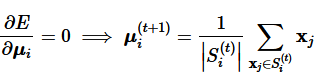 ∂E/∂μ_i = 0 ⟹ μ_i^(t+1) = 1/|S_i^(t)| ∑_{x_j∈S_i^(t)} x_j